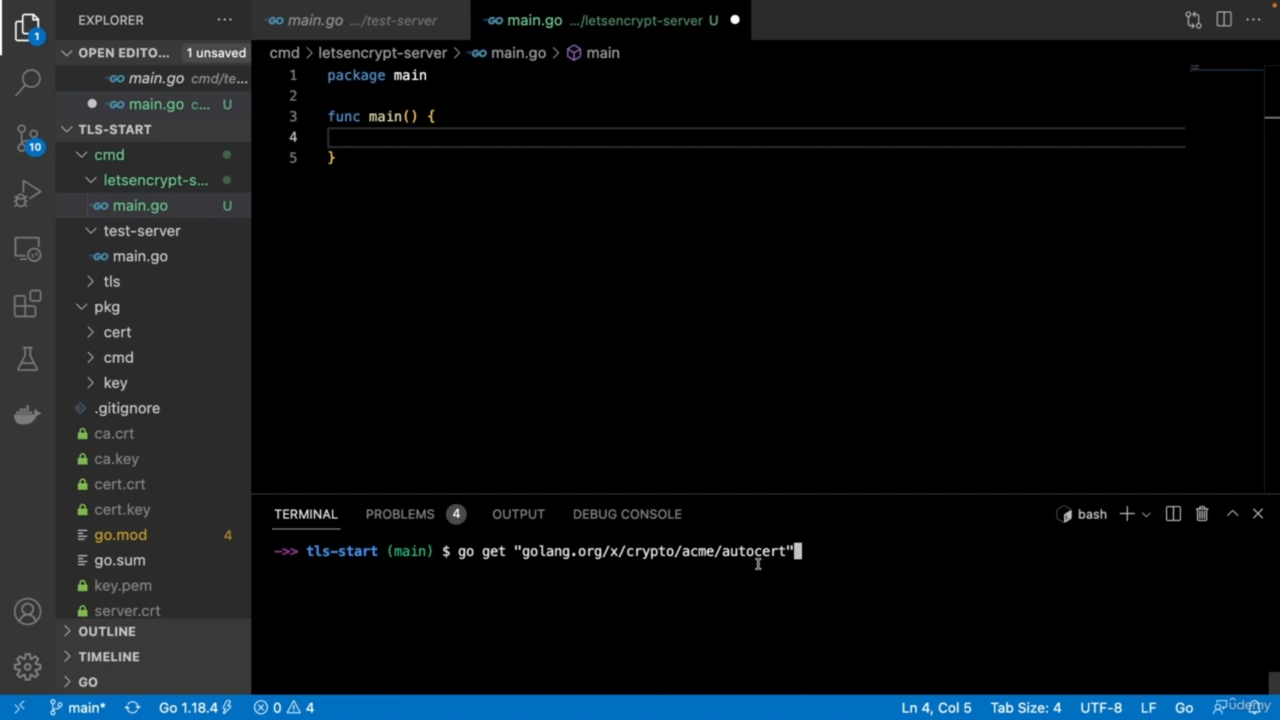 EXPLORER
main.go .../test-server
main.go .../letsencrypt-server U
1
OPEN EDITO... 1 unsaved
cmd > letsencrypt-server > main.go > main
main.go cmd/te...
main.go c... U
TLS-START
cmd
letsencrypt-s...
main.go U
test-server
main.go
tls
pkg
cert
cmd
key
.gitignore
ca.crt
ca.key
cert.crt
cert.key
go.mod 4
go.sum
key.pem
server.crt
OUTLINE
TIMELINE
GO
10
1 package main
2
3 func main() {
4
5 }
TERMINAL PROBLEMS 4 OUTPUT DEBUG CONSOLE
bash
->> tls-start (main) $ go get "golang.org/x/crypto/acme/autocert"
main* Go 1.18.4 0 4 Ln 4, Col 5 Tab Size: 4 UTF-8 LF Go
Udemy